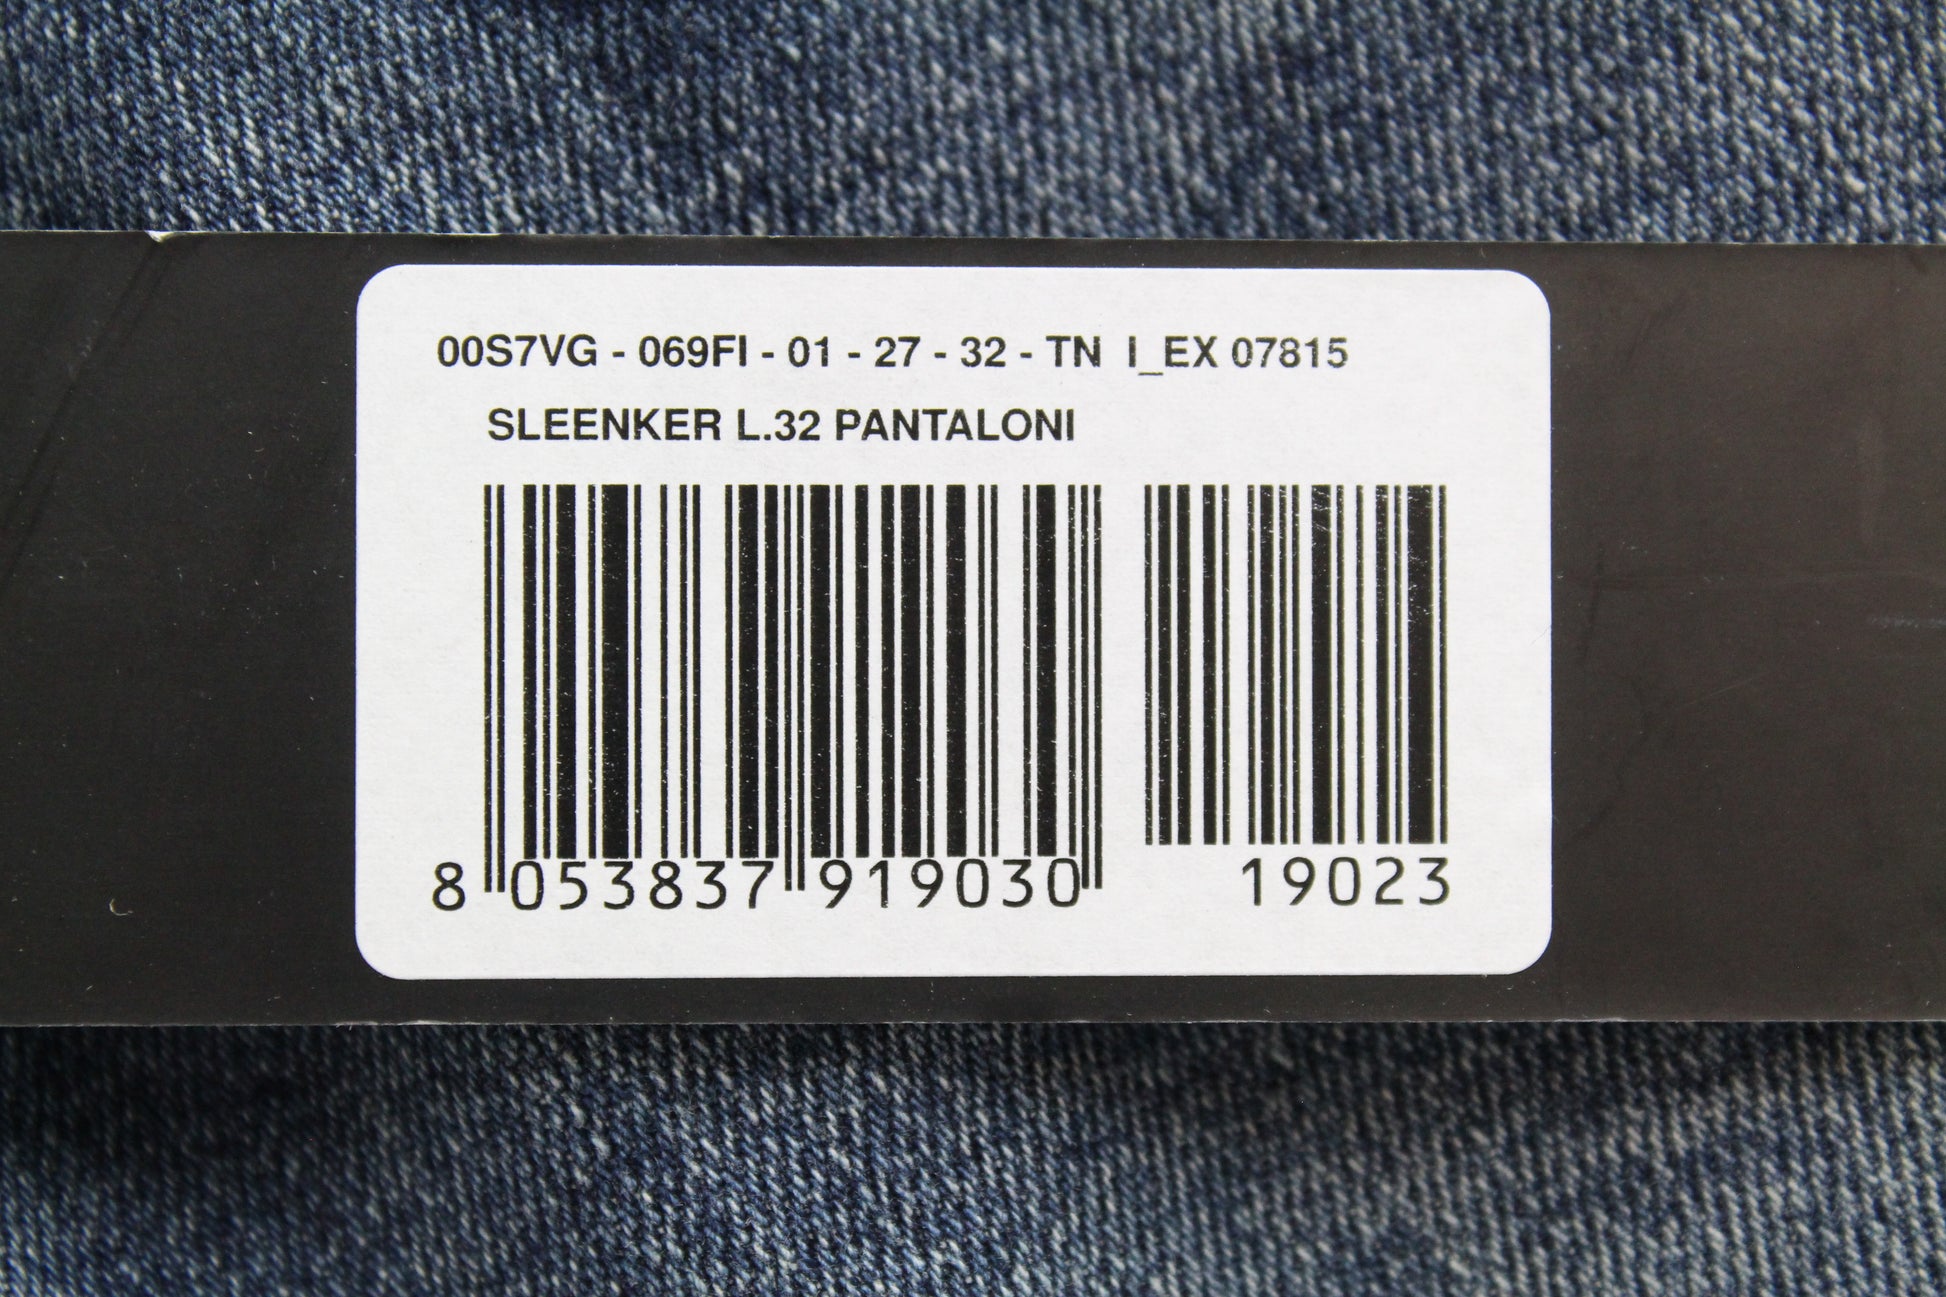 00S7VG - 069FI - 01 - 27 - 32 - TN  I_EX 07815
SLEENKER L.32 PANTALONI
8 053837 919030 19023